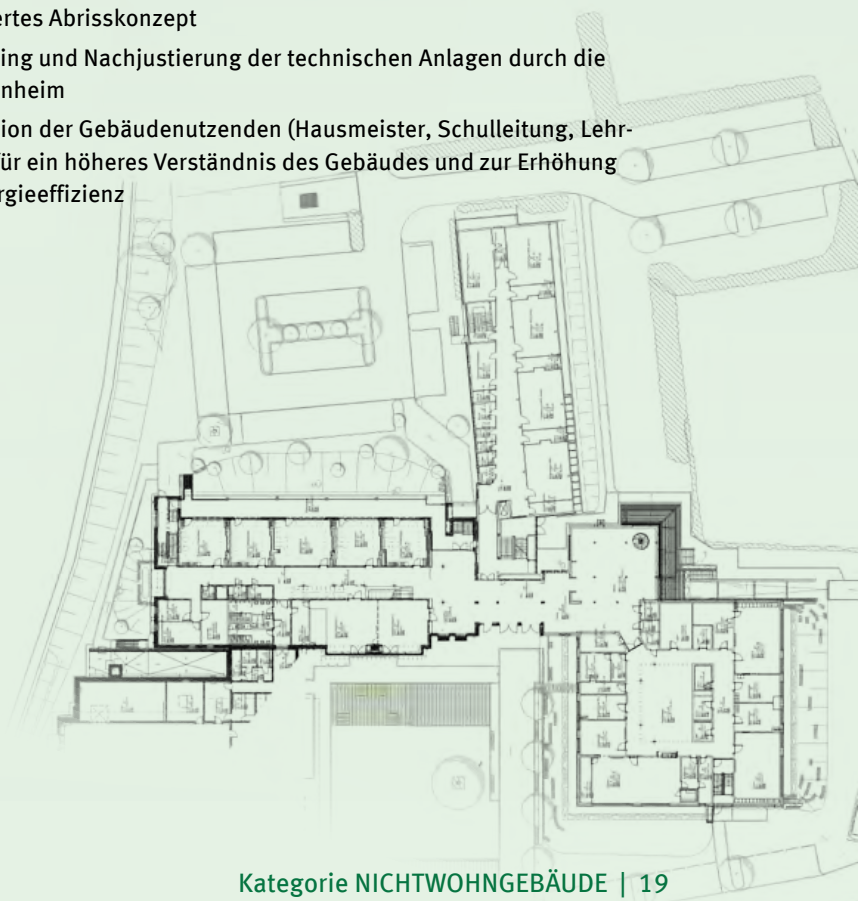 ertes Abrisskonzept
ing und Nachjustierung der technischen Anlagen durch die
nheim
ion der Gebäudenutzenden (Hausmeister, Schulleitung, Lehr-
für ein höheres Verständnis des Gebäudes und zur Erhöhung
rgieeffizienz
Kategorie NICHTWOHNGEBÄUDE | 19